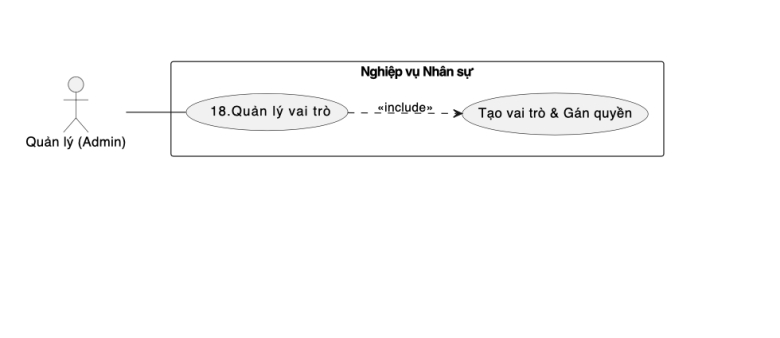 Nghiệp vụ Nhân sự
18.Quản lý vai trò
«include»
Tạo vai trò & Gán quyền
Quản lý (Admin)